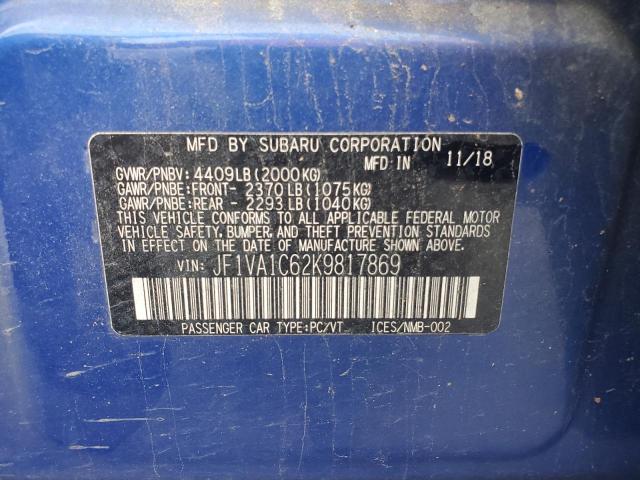 MFD BY SUBARU CORPORATION
MFD IN 11/18
GVWR/PNBV: 4409LB(2000KG)
GAWR/PNBE:FRONT- 2370LB(1075KG)
GAWR/PNBE:REAR - 2293LB(1040KG)
THIS VEHICLE CONFORMS TO ALL APPLICABLE FEDERAL MOTOR
VEHICLE SAFETY, BUMPER, AND THEFT PREVENTION STANDARDS
IN EFFECT ON THE DATE OF MANUFACTURE SHOWN ABOVE.
VIN: JF1VA1C62K9817869
PASSENGER CAR TYPE:PC/VT ICES/NMB-002